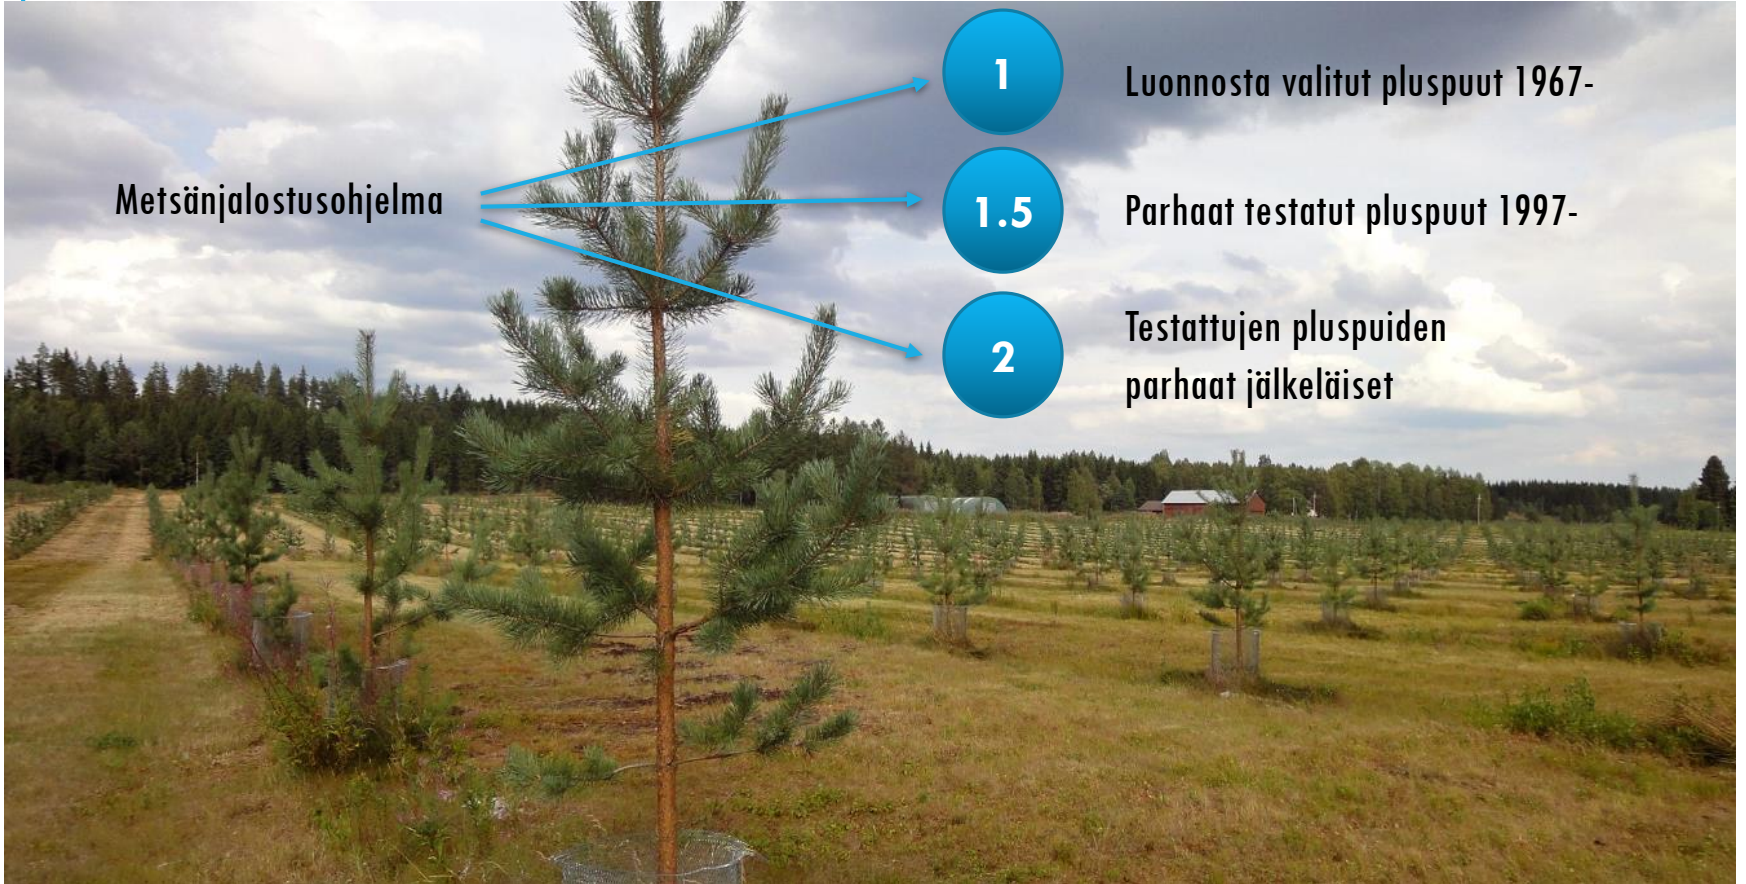 Metsänjalostusohjelma
1
Luonnosta valitut pluspuut 1967-
1.5
Parhaat testatut pluspuut 1997-
2
Testattujen pluspuiden
parhaat jälkeläiset